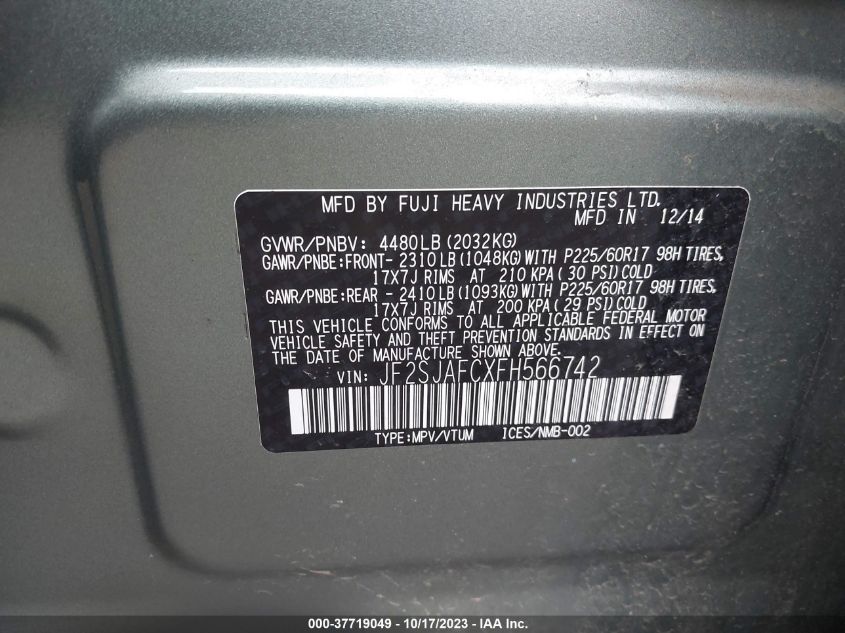 MFD BY FUJI HEAVY INDUSTRIES LTD.
MFD IN 12/14
GVWR/PNBV: 4480LB(2032KG)
GAWR/PNBE:FRONT- 2310LB(1048KG)WITH P225/60R17 98H TIRES,
17X7J RIMS AT 210 KPA(30 PSI)COLD
GAWR/PNBE:REAR - 2410LB(1093KG)WITH P225/60R17 98H TIRES,
17X7J RIMS AT 200 KPA(29 PSI)COLD
THIS VEHICLE CONFORMS TO ALL APPLICABLE FEDERAL MOTOR
VEHICLE SAFETY AND THEFT PREVENTION STANDARDS IN EFFECT ON
THE DATE OF MANUFACTURE SHOWN ABOVE.
VIN: JF2SJAFCXFH566742
TYPE:MPV/VTUM ICES/NMB-002
000-37719049 - 10/17/2023 - IAA Inc.